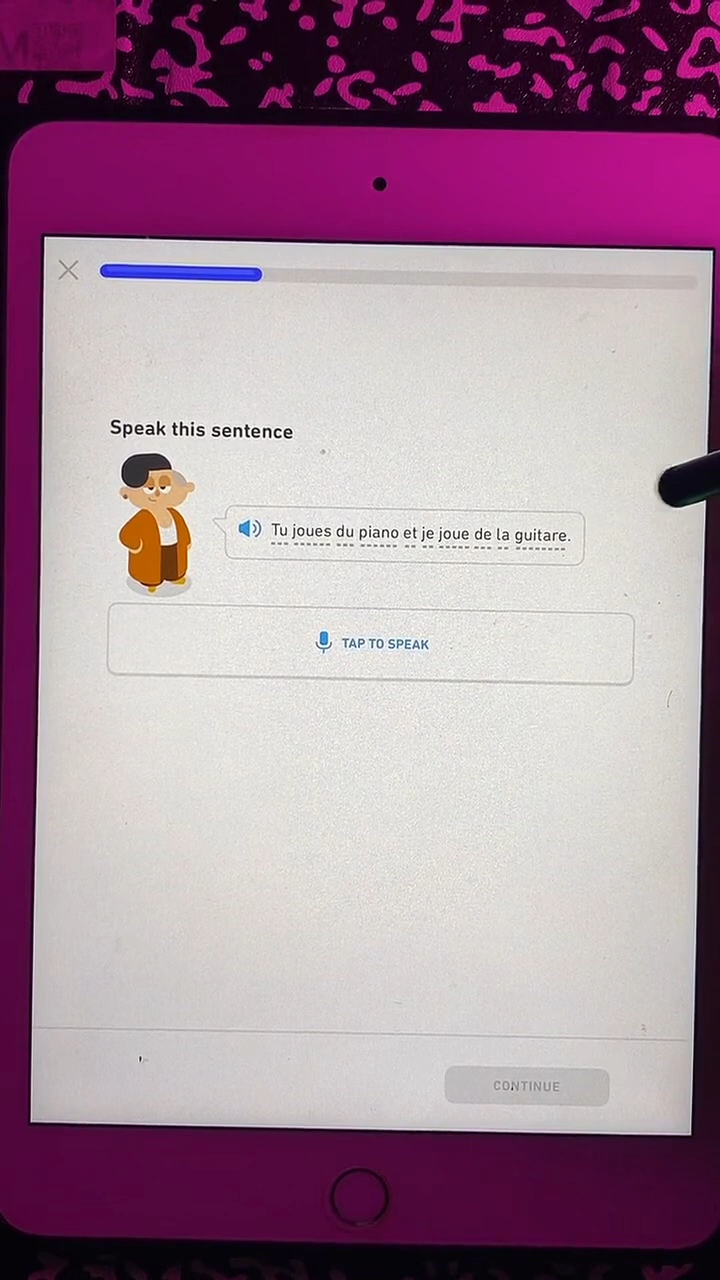 Speak this sentence
Tu joues du piano et je joue de la guitare.
TAP TO SPEAK
CONTINUE